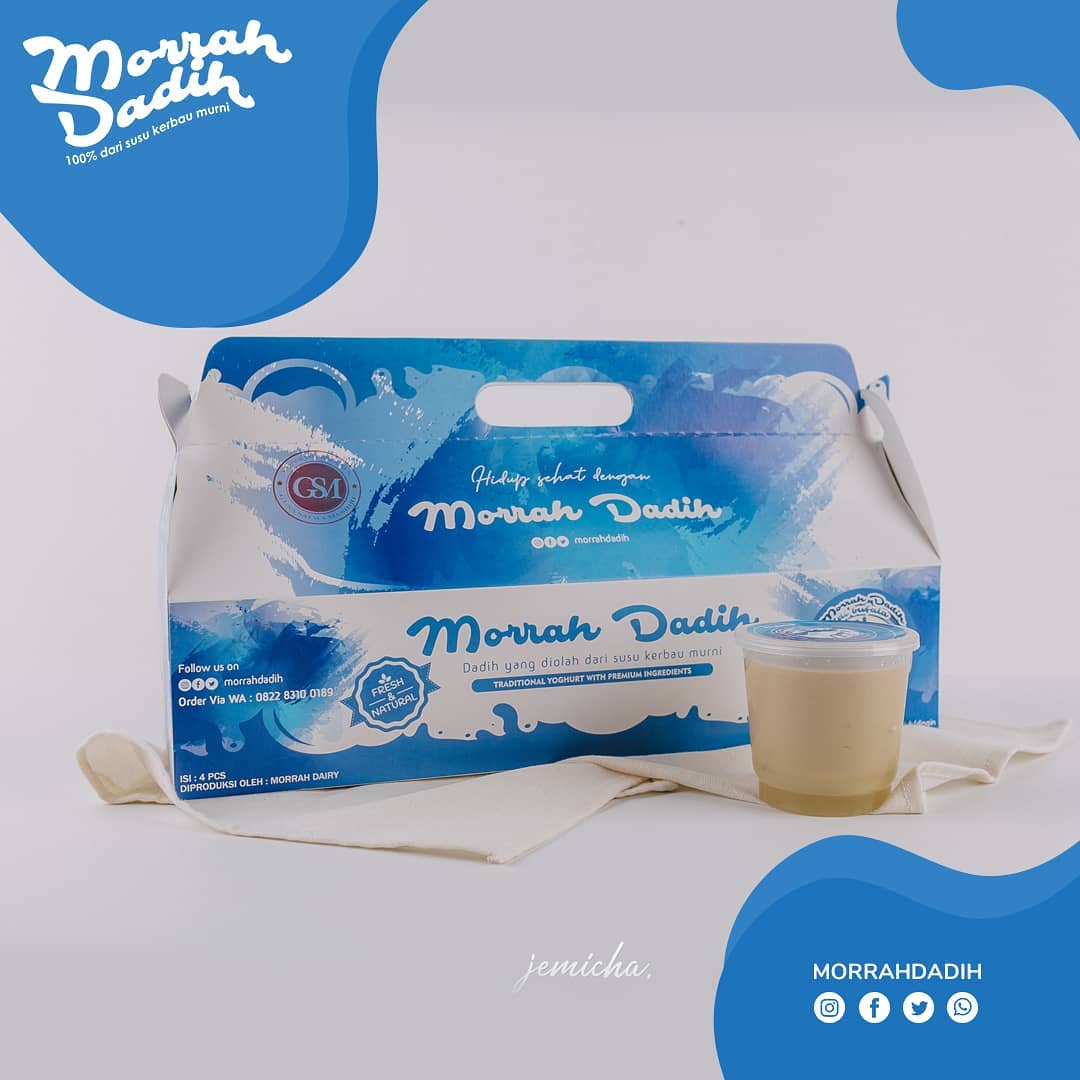 Morrah
Dadih
100% dari susu kerbau murni
GSM
Hidup sehat dengan
Morrah Dadih
morrahdadih
Morrah Dadih
Dadih yang diolah dari susu kerbau murni
TRADITIONAL YOGHURT WITH PREMIUM INGREDIENTS
Follow us on
morrahdadih
Order Via WA : 0822 8310 0189
FRESH
&
NATURAL
Morrah Dadih
ISI : 4 PCS
DIPRODUKSI OLEH : MORRAH DAIRY
jemicha.
MORRAHDADIH